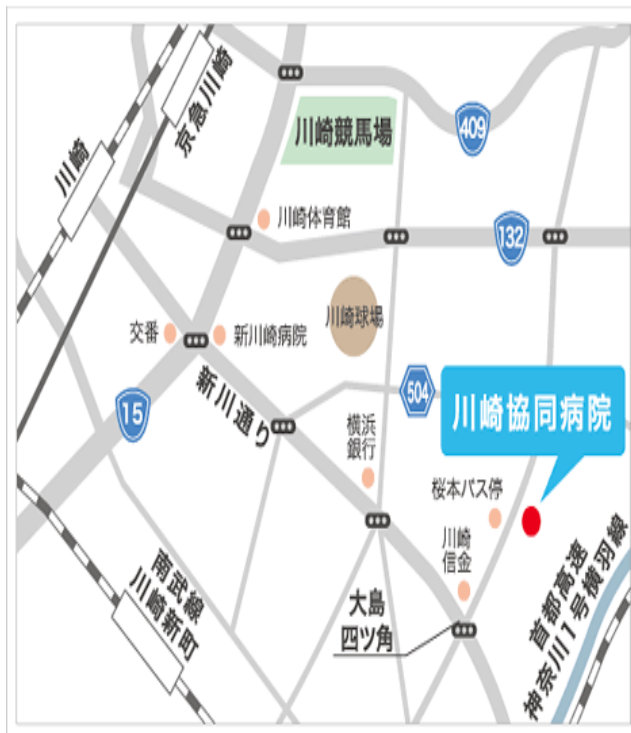 京急川崎
川崎
川崎競馬場
409
川崎体育館
132
川崎球場
交番
新川崎病院
15
新川通り
504
川崎協同病院
横浜
銀行
桜本バス停
川崎
信金
南武線
川崎新町
大島
四ツ角
首都高速
神奈川1号横羽線